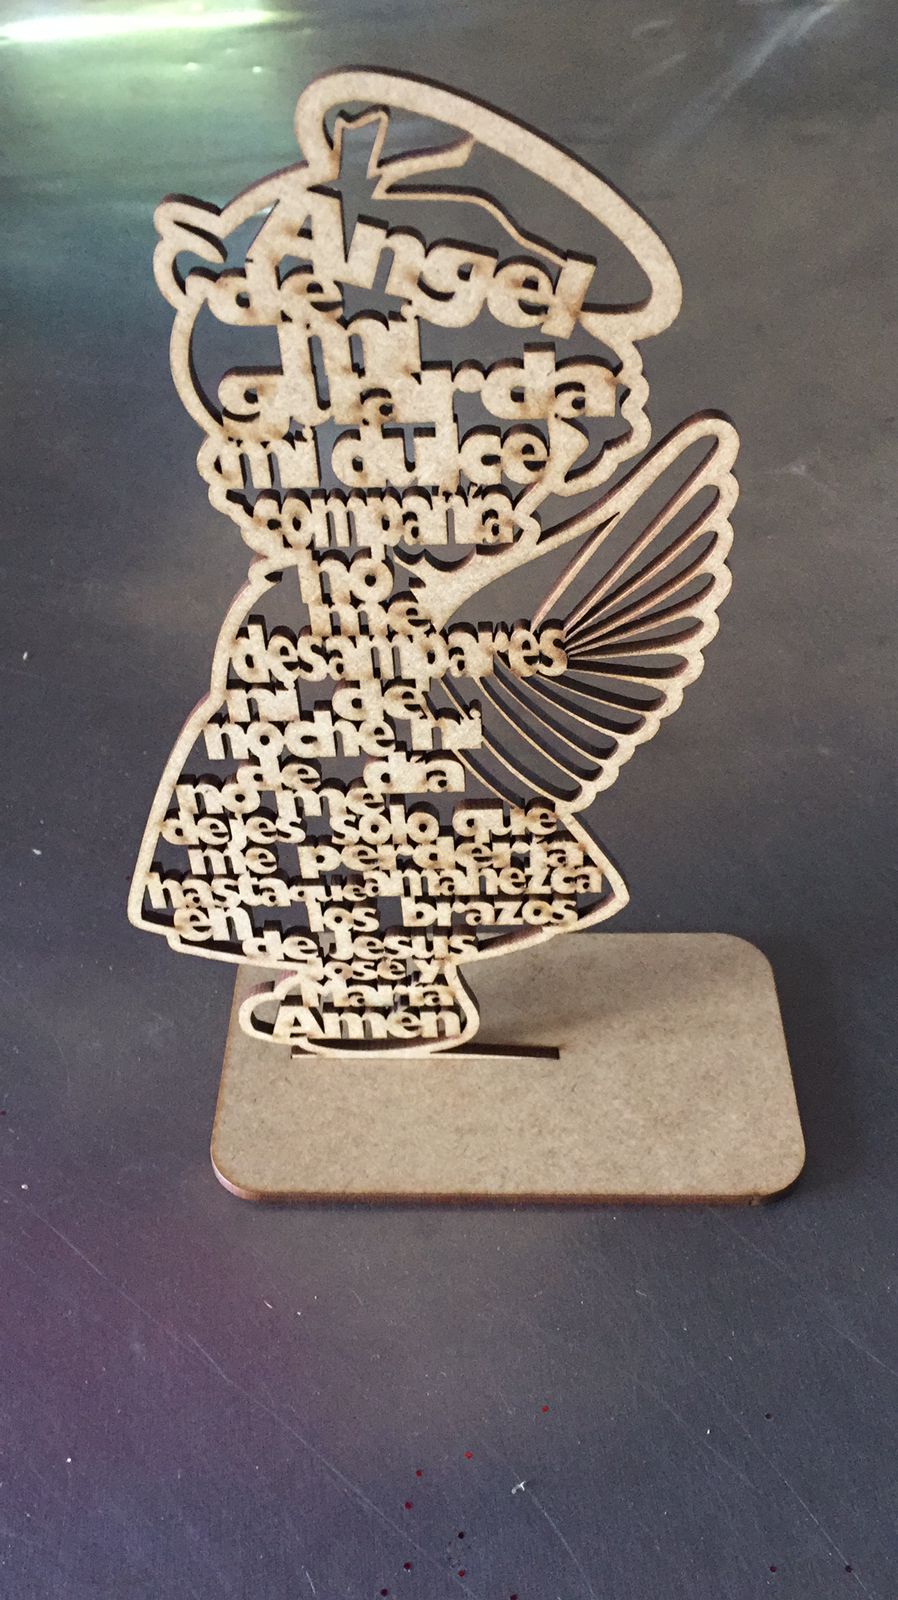 Angel
de
mi
guarda
mi dulce
compañía
no
me
desampares
ni de
noche ni
de día
no me
dejes solo que
me perdería
hasta que amanezca
en los brazos
de Jesus
José y
María
Amén